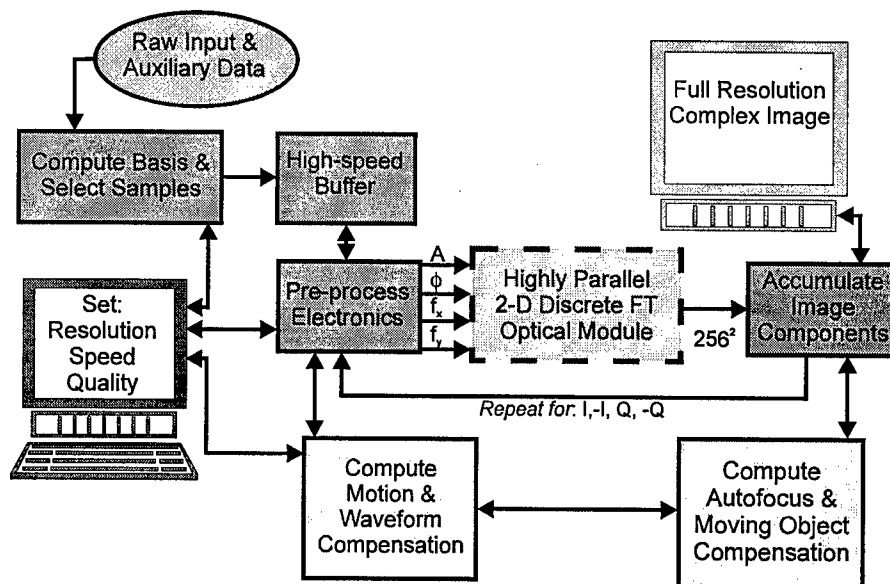 Raw Input &
Auxiliary Data
Full Resolution
Complex Image
Compute Basis &
Select Samples
High-speed
Buffer
Set:
Resolution
Speed
Quality
Pre-process
Electronics
A
ϕ
fₓ
fᵧ
Highly Parallel
2-D Discrete FT
Optical Module
256²
Accumulate
Image
Components
Repeat for: I,-I, Q, -Q
Compute
Motion &
Waveform
Compensation
Compute
Autofocus &
Moving Object
Compensation